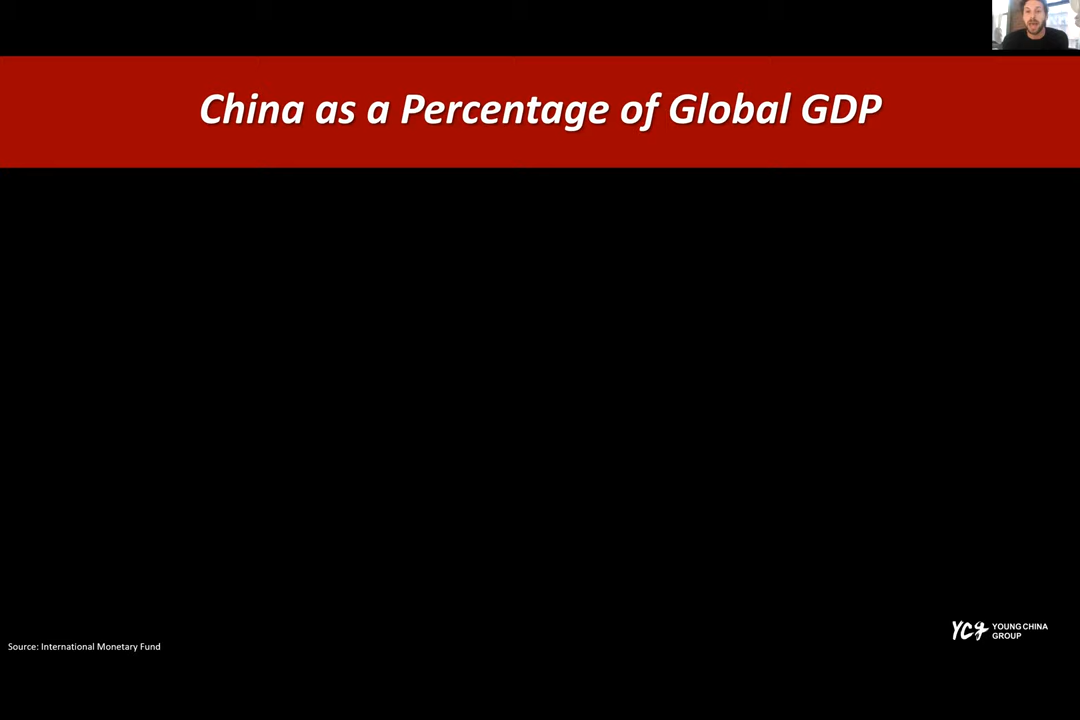 China as a Percentage of Global GDP
YCG YOUNG CHINA
GROUP
Source: International Monetary Fund